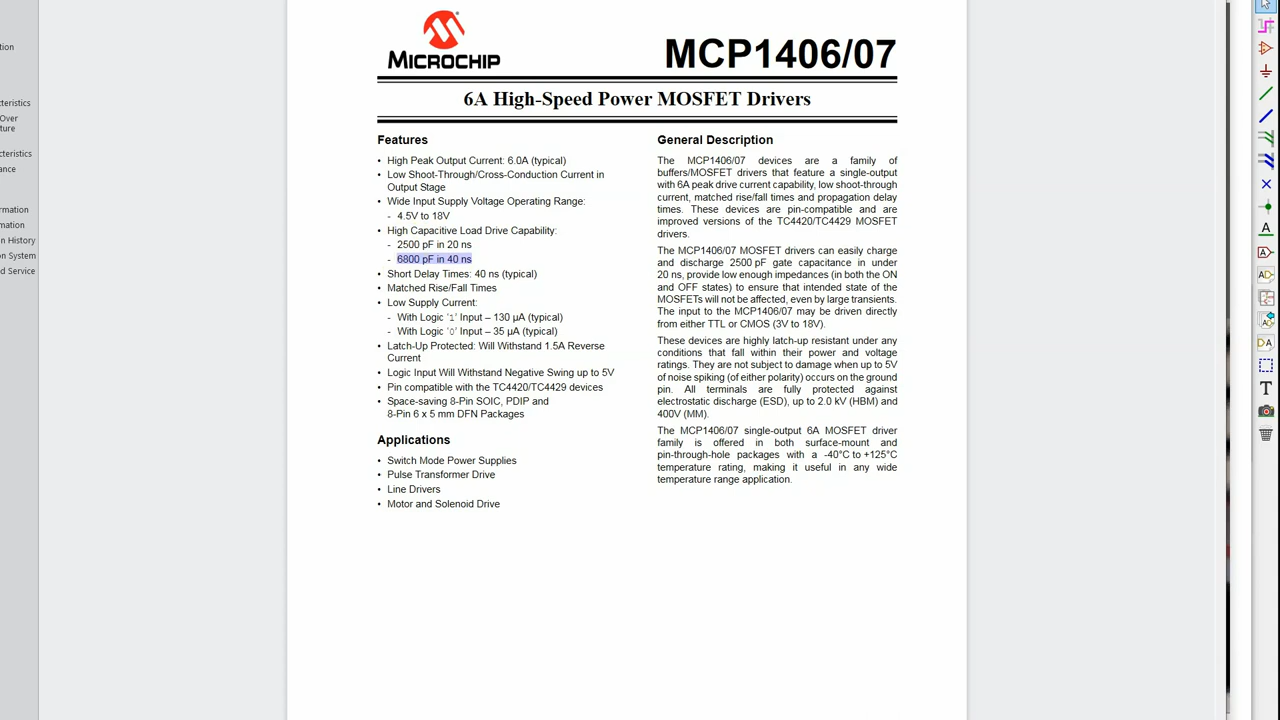 tion
cteristics
Over
ture
cteristics
ance
rmation
mation
n History
on System
d Service
MICROCHIP
MCP1406/07
6A High-Speed Power MOSFET Drivers
Features
• High Peak Output Current: 6.0A (typical)
• Low Shoot-Through/Cross-Conduction Current in
Output Stage
• Wide Input Supply Voltage Operating Range:
- 4.5V to 18V
• High Capacitive Load Drive Capability:
- 2500 pF in 20 ns
- 6800 pF in 40 ns
• Short Delay Times: 40 ns (typical)
• Matched Rise/Fall Times
• Low Supply Current:
- With Logic '1' Input – 130 µA (typical)
- With Logic '0' Input – 35 µA (typical)
• Latch-Up Protected: Will Withstand 1.5A Reverse
Current
• Logic Input Will Withstand Negative Swing up to 5V
• Pin compatible with the TC4420/TC4429 devices
• Space-saving 8-Pin SOIC, PDIP and
8-Pin 6 x 5 mm DFN Packages
Applications
• Switch Mode Power Supplies
• Pulse Transformer Drive
• Line Drivers
• Motor and Solenoid Drive
General Description
The MCP1406/07 devices are a family of
buffers/MOSFET drivers that feature a single-output
with 6A peak drive current capability, low shoot-through
current, matched rise/fall times and propagation delay
times. These devices are pin-compatible and are
improved versions of the TC4420/TC4429 MOSFET
drivers.
The MCP1406/07 MOSFET drivers can easily charge
and discharge 2500 pF gate capacitance in under
20 ns, provide low enough impedances (in both the ON
and OFF states) to ensure that intended state of the
MOSFETs will not be affected, even by large transients.
The input to the MCP1406/07 may be driven directly
from either TTL or CMOS (3V to 18V).
These devices are highly latch-up resistant under any
conditions that fall within their power and voltage
ratings. They are not subject to damage when up to 5V
of noise spiking (of either polarity) occurs on the ground
pin. All terminals are fully protected against
electrostatic discharge (ESD), up to 2.0 kV (HBM) and
400V (MM).
The MCP1406/07 single-output 6A MOSFET driver
family is offered in both surface-mount and
pin-through-hole packages with a -40°C to +125°C
temperature rating, making it useful in any wide
temperature range application.
A
A
T